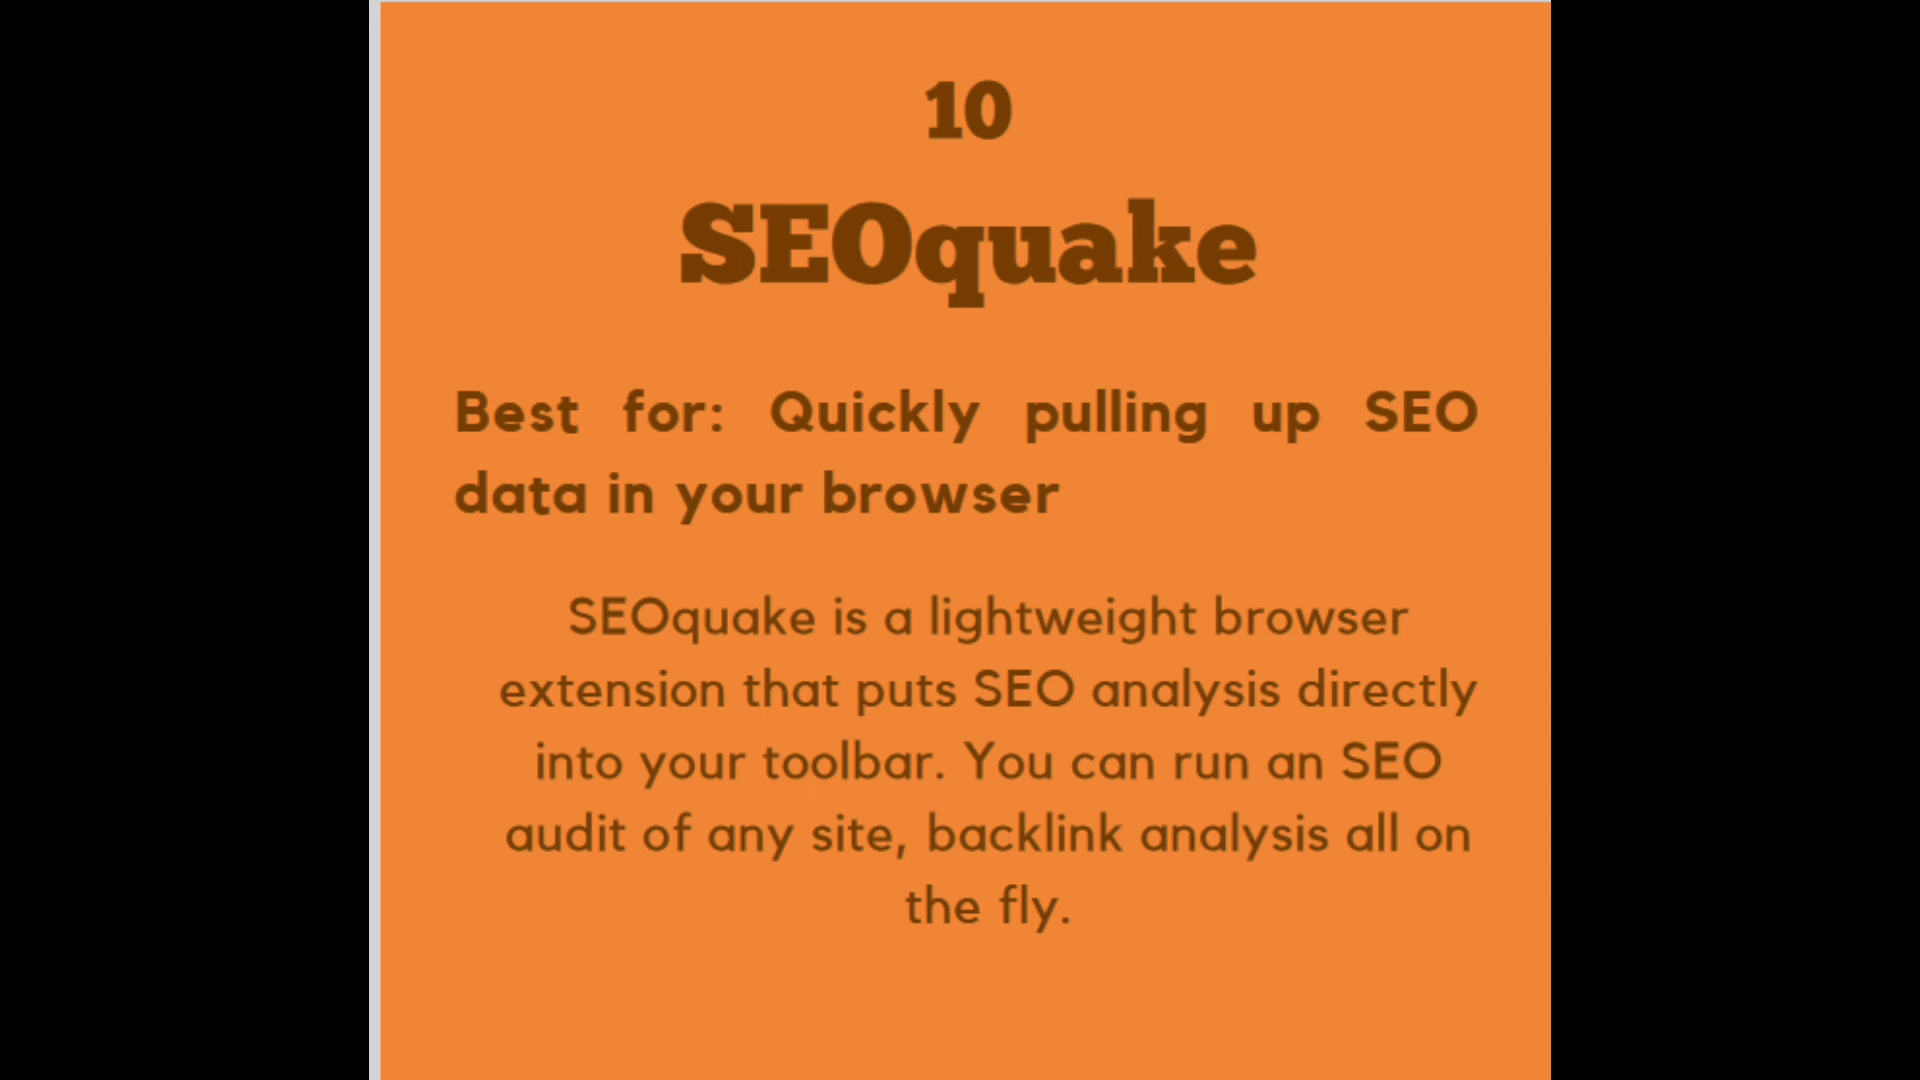 10
SEOquake
Best for: Quickly pulling up SEO
data in your browser
SEOquake is a lightweight browser
extension that puts SEO analysis directly
into your toolbar. You can run an SEO
audit of any site, backlink analysis all on
the fly.